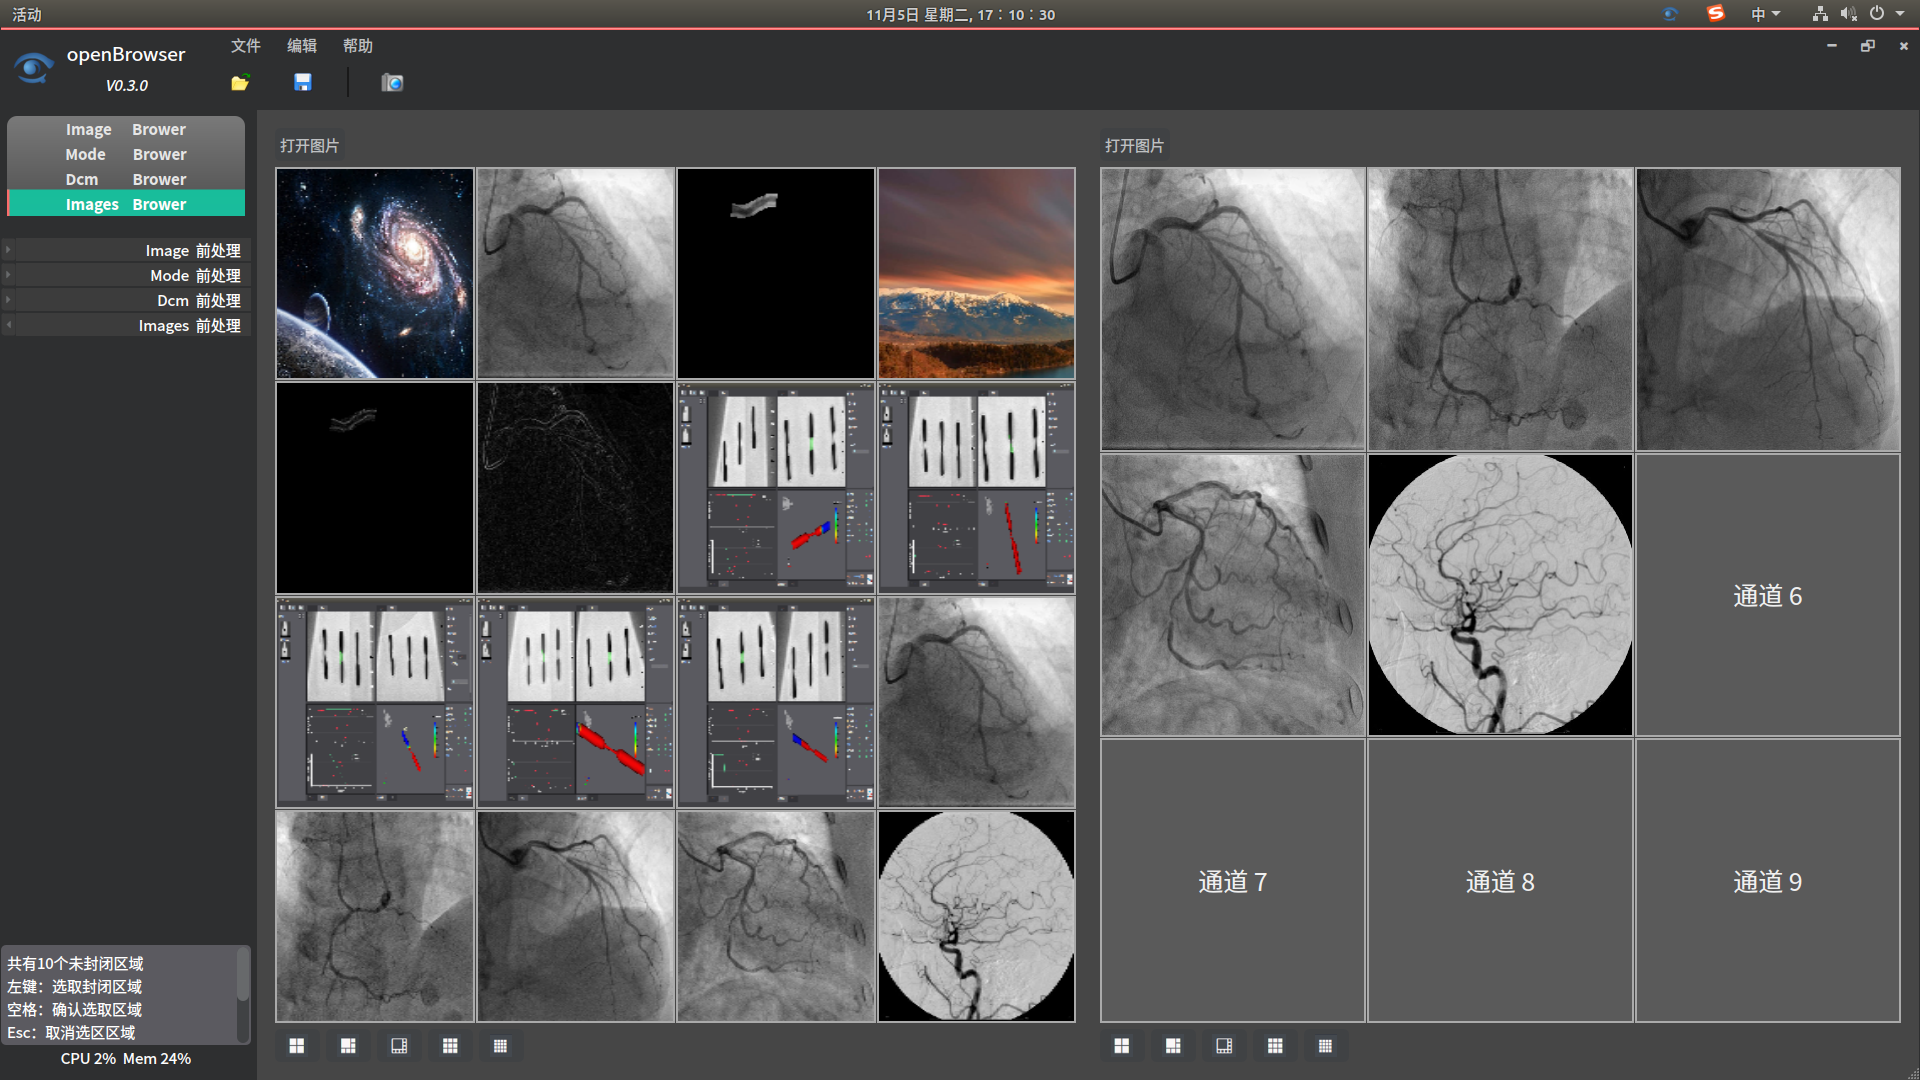 活动
11月5日 星期二, 17：10：30
中
openBrowser
V0.3.0
文件 编辑 帮助
Image Brower
Mode Brower
Dcm Brower
Images Brower
Image 前处理
Mode 前处理
Dcm 前处理
Images 前处理
打开图片
打开图片
通道 6
通道 7
通道 8
通道 9
共有10个未封闭区域
左键：选取封闭区域
空格：确认选取区域
Esc：取消选区区域
CPU 2% Mem 24%